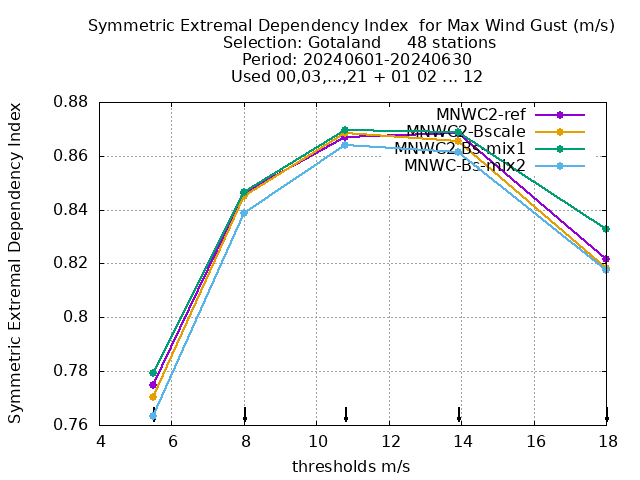 Symmetric Extremal Dependency Index  for Max Wind Gust (m/s)
Selection: Gotaland     48 stations
Period: 20240601-20240630
Used 00,03,...,21 + 01 02 ... 12
Symmetric Extremal Dependency Index
0.88
0.86
0.84
0.82
0.8
0.78
0.76
MNWC2-ref
MNWC2-Bscale
MNWC2-Bs-mix1
MNWC-Bs-mix2
4 6 8 10 12 14 16 18
thresholds m/s